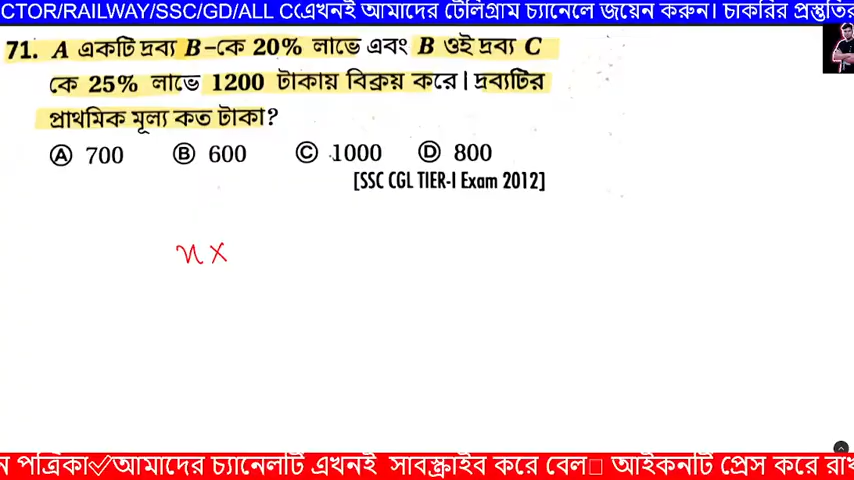 CTOR/RAILWAY/SSC/GD/ALL এখনই আমাদের টেলিগ্রাম চ্যানেলে জয়েন করুন। চাকরির প্রস্তুতির
71. A একটি দ্রব্য B-কে 20% লাভে এবং B ওই দ্রব্য C
কে 25% লাভে 1200 টাকায় বিক্রয় করে। দ্রব্যটির
প্রাথমিক মূল্য কত টাকা?
Ⓐ 700 Ⓑ 600 Ⓒ 1000 Ⓓ 800
[SSC CGL TIER-I Exam 2012]
x ×
ন পত্রিকা✓আমাদের চ্যানেলটি এখনই সাবস্ক্রাইব করে বেল আইকনটি প্রেস করে রাখ